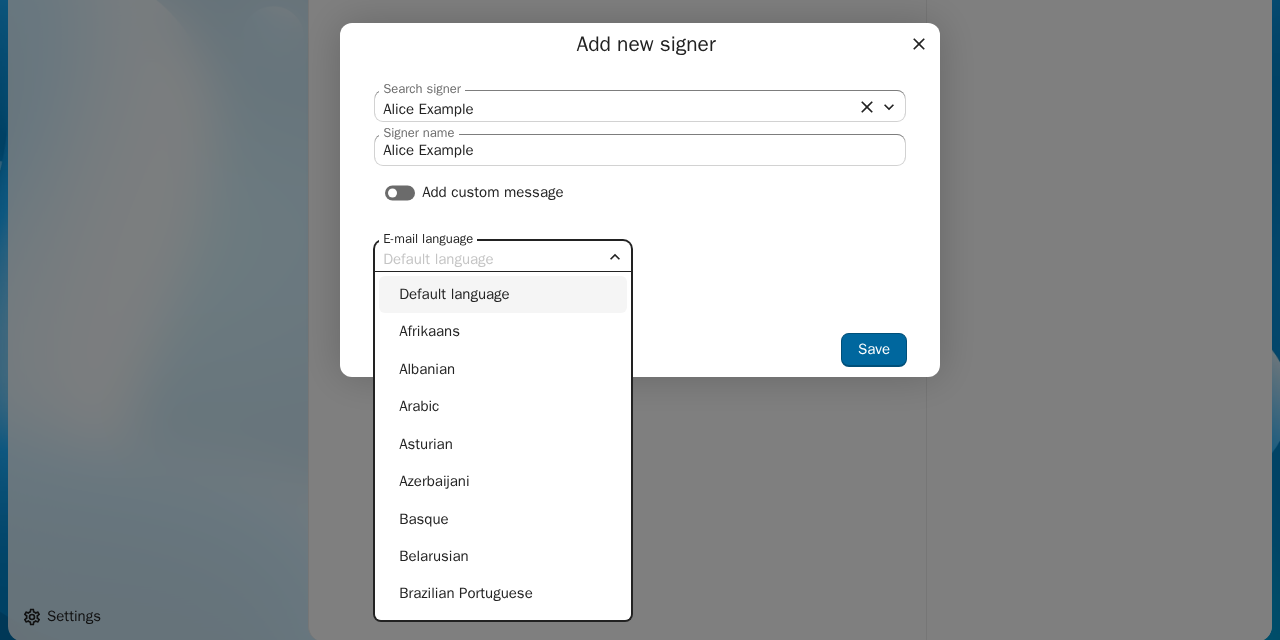 Add new signer
Search signer
Alice Example
Signer name
Alice Example
Add custom message
E-mail language
Default language
Default language
Afrikaans
Albanian
Arabic
Asturian
Azerbaijani
Basque
Belarusian
Brazilian Portuguese
Save
Settings